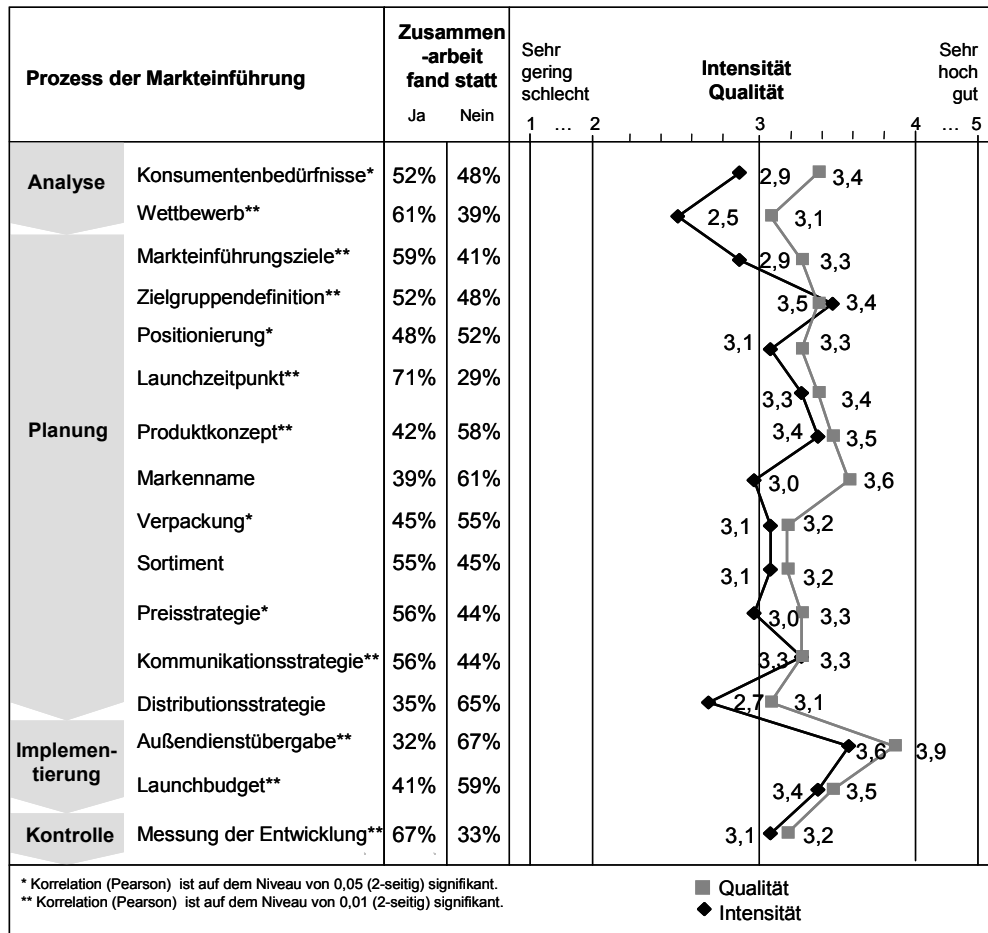 Prozess der Markteinführung
Zusammen
-arbeit
fand statt
Ja Nein
Sehr
gering
schlecht
Intensität
Qualität
Sehr
hoch
gut
1 ... 2 3 4 ... 5
Analyse
Konsumentenbedürfnisse* 52% 48% 2,9 3,4
Wettbewerb** 61% 39% 2,5 3,1
Planung
Markteinführungsziele** 59% 41% 2,9 3,3
Zielgruppendefinition** 52% 48% 3,5 3,4
Positionierung* 48% 52% 3,1 3,3
Launchzeitpunkt** 71% 29% 3,3 3,4
Produktkonzept** 42% 58% 3,4 3,5
Markenname 39% 61% 3,0 3,6
Verpackung* 45% 55% 3,1 3,2
Sortiment 55% 45% 3,1 3,2
Preisstrategie* 56% 44% 3,0 3,3
Kommunikationsstrategie** 56% 44% 3,3 3,3
Distributionsstrategie 35% 65% 2,7 3,1
Implemen-
tierung
Außendienstübergabe** 32% 67% 3,6 3,9
Launchbudget** 41% 59% 3,4 3,5
Kontrolle
Messung der Entwicklung** 67% 33% 3,1 3,2
* Korrelation (Pearson) ist auf dem Niveau von 0,05 (2-seitig) significant.
** Korrelation (Pearson) ist auf dem Niveau von 0,01 (2-seitig) signifikant.
Qualität
Intensität